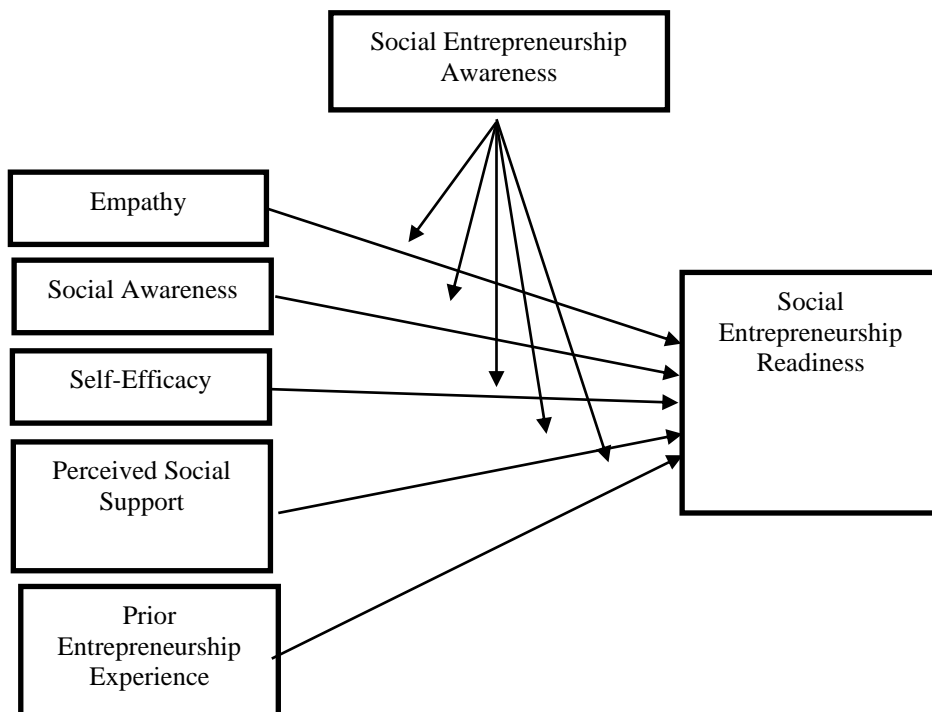 Social Entrepreneurship
Awareness
Empathy
Social Awareness
Self-Efficacy
Perceived Social
Support
Prior
Entrepreneurship
Experience
Social
Entrepreneurship
Readiness